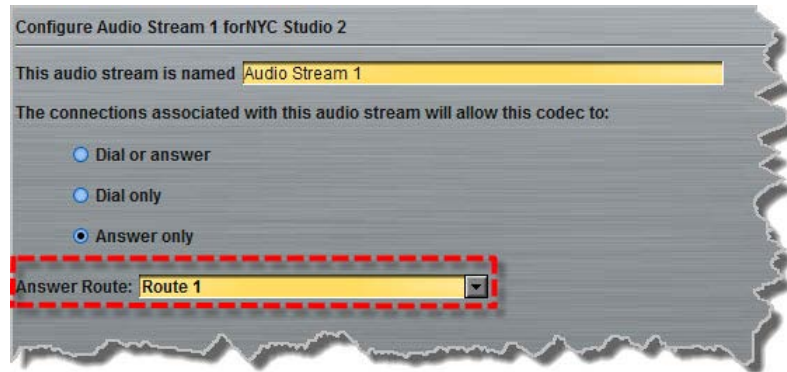 Configure Audio Stream 1 forNYC Studio 2
This audio stream is named Audio Stream 1
The connections associated with this audio stream will allow this codec to:
Dial or answer
Dial only
Answer only
Answer Route: Route 1